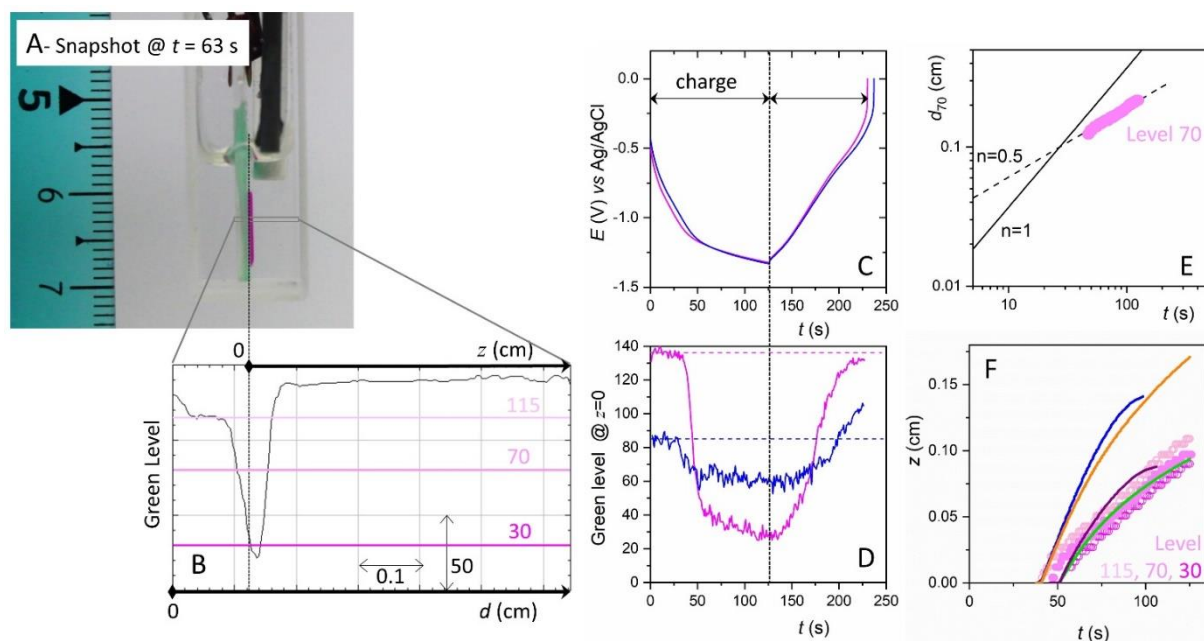 A- Snapshot @ t = 63 s
5
6
7
0
z (cm)
115
70
30
50
0.1
B
Green Level
0
d (cm)
charge
0.0
-0.5
-1.0
-1.5
E (V) vs Ag/AgCl
C
0 50 100 150 200 250
t (s)
140
120
100
80
60
40
20
0
Green level @ z=0
D
0 50 100 150 200 250
t (s)
d70 (cm)
0.1
0.01
Level 70
n=0.5
n=1
E
10 100
t (s)
0.15
0.10
0.05
0.00
z (cm)
F
Level
115, 70, 30
0 50 100
t (s)